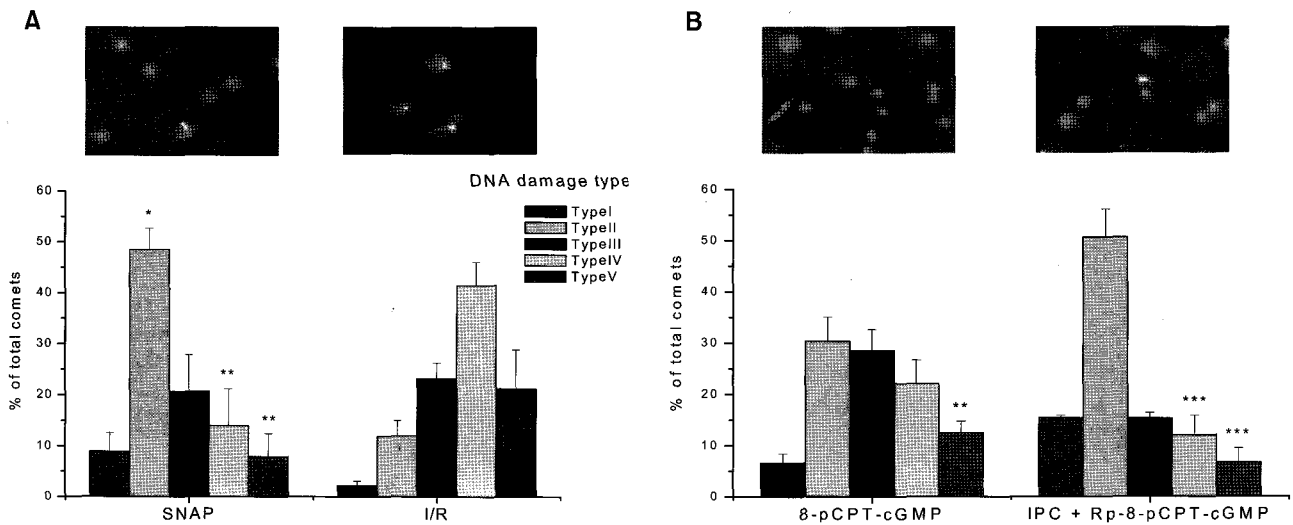 A
B
DNA damage type
TypeI
TypeII
TypeIII
TypeIV
TypeV
% of total comets
60
50
40
30
20
10
0
*
**
**
SNAP
I/R
% of total comets
60
50
40
30
20
10
0
**
***
***
8-pCPT-cGMP
IPC + Rp-8-pCPT-cGMP